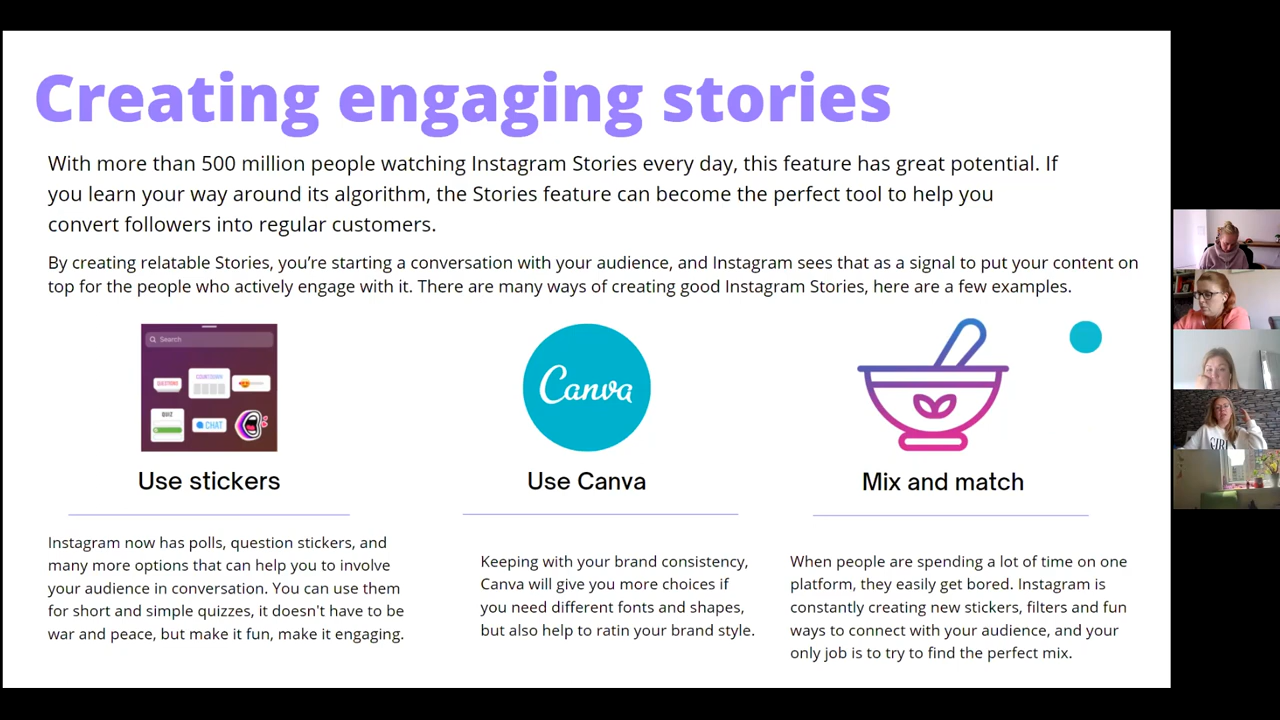 Creating engaging stories
With more than 500 million people watching Instagram Stories every day, this feature has great potential. If
you learn your way around its algorithm, the Stories feature can become the perfect tool to help you
convert followers into regular customers.
By creating relatable Stories, you’re starting a conversation with your audience, and Instagram sees that as a signal to put your content on
top for the people who actively engage with it. There are many ways of creating good Instagram Stories, here are a few examples.
Search
QUESTIONS
COUNTDOWN
QUIZ
CHAT
Use stickers
Instagram now has polls, question stickers, and
many more options that can help you to involve
your audience in conversation. You can use them
for short and simple quizzes, it doesn't have to be
war and peace, but make it fun, make it engaging.
Canva
Use Canva
Keeping with your brand consistency,
Canva will give you more choices if
you need different fonts and shapes,
but also help to ratin your brand style.
Mix and match
When people are spending a lot of time on one
platform, they easily get bored. Instagram is
constantly creating new stickers, filters and fun
ways to connect with your audience, and your
only job is to try to find the perfect mix.